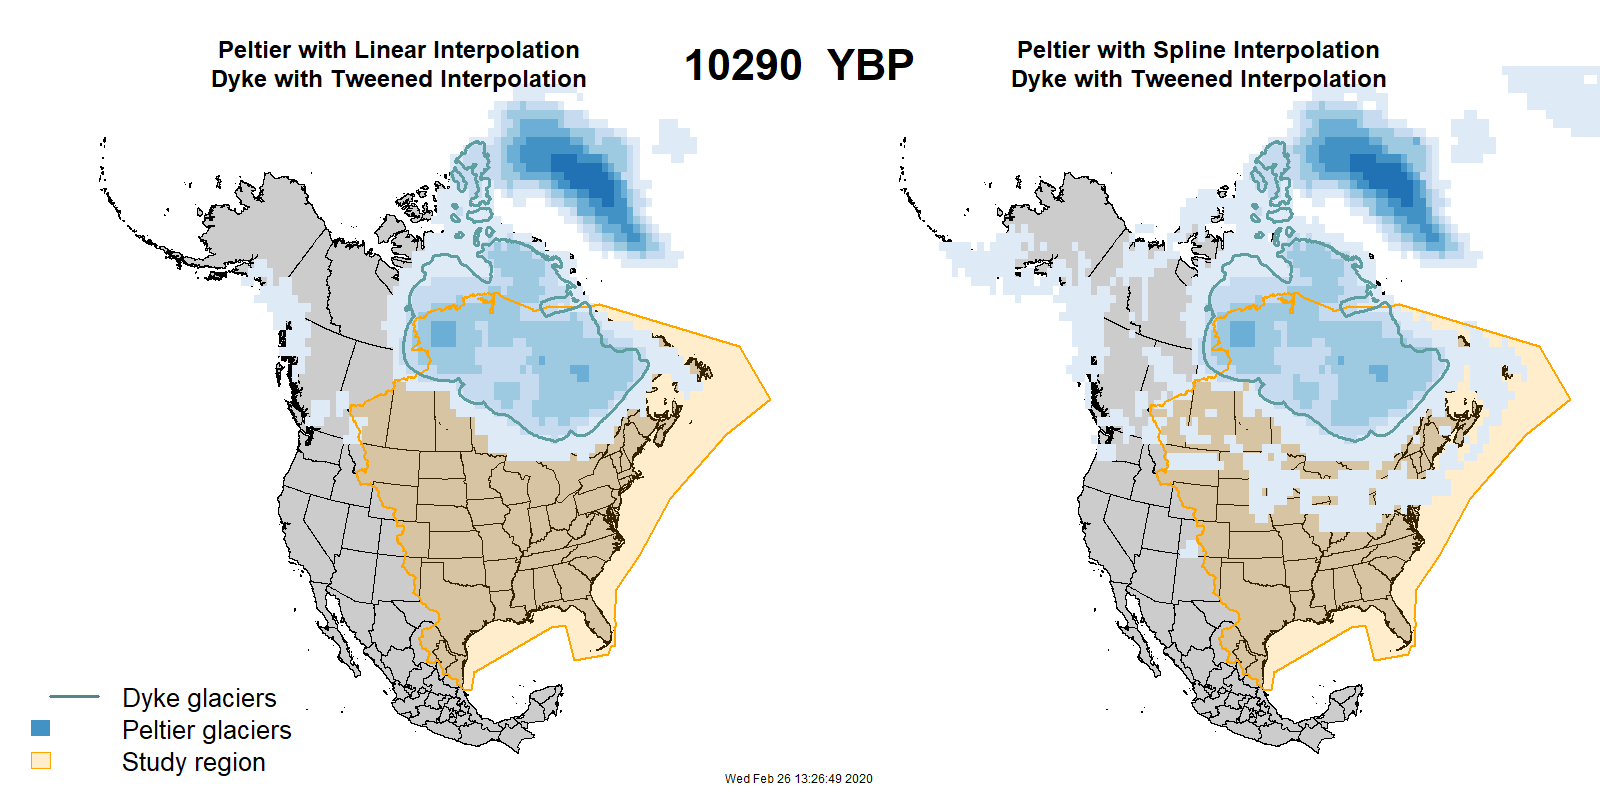 Peltier with Linear Interpolation
Dyke with Tweened Interpolation
10290 YBP
Peltier with Spline Interpolation
Dyke with Tweened Interpolation
Dyke glaciers
Peltier glaciers
Study region
Wed Feb 26 13:26:49 2020